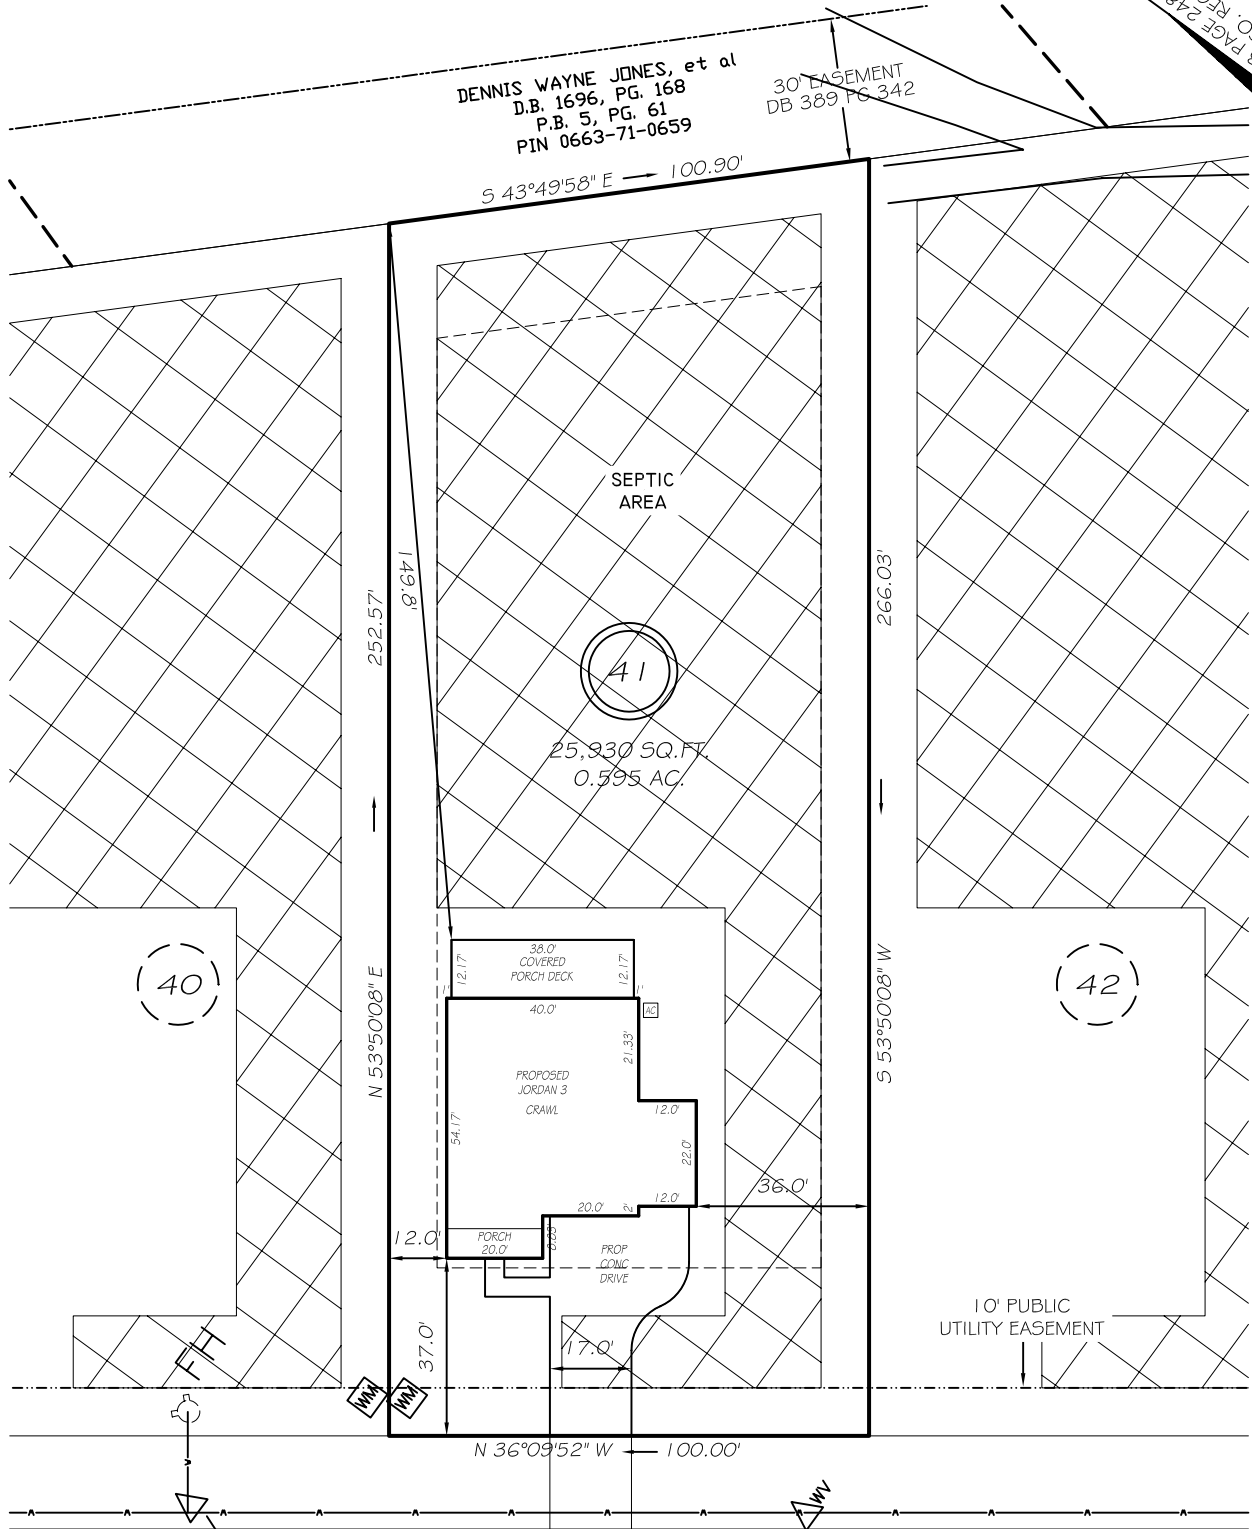 DENNIS WAYNE JONES, et al
D.B. 1696, PG. 168
P.B. 5, PG. 61
PIN 0663-71-0659
30' EASEMENT
DB 389 PG 342
PAGE 248
S 43°49'58" E
100.90'
SEPTIC
AREA
149.8'
252.57'
266.03'
41
25,930 SQ.FT.
0.595 AC.
40
42
N 53°50'08" E
S 53°50'08" W
38.0'
COVERED
PORCH DECK
12.17'
12.17'
1'
1'
40.0'
AC
21.33'
PROPOSED
JORDAN 3
CRAWL
54.17'
12.0'
22.0'
12.0'
20.0'
2'
36.0'
12.0'
PORCH
20.0'
PROP
CONC
DRIVE
37.0'
17.0'
10' PUBLIC
UTILITY EASEMENT
FH
WM
WM
N 36°09'52" W
100.00'
WV